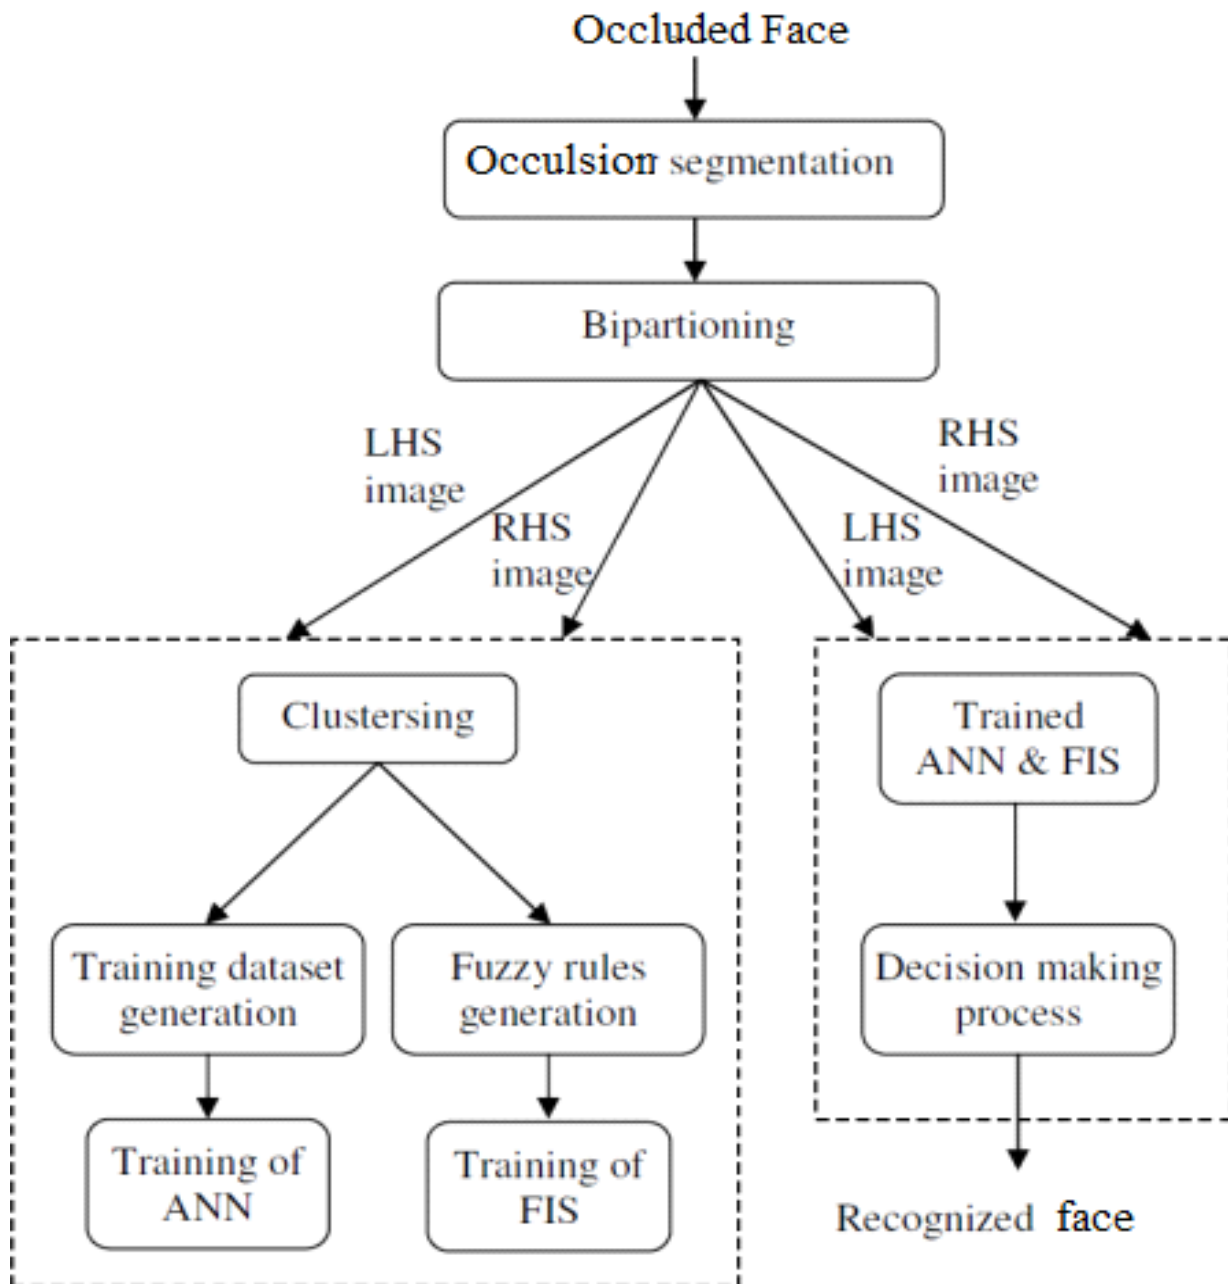 Occluded Face
Occulsion segmentation
Bipartioning
LHS
image
RHS
image
LHS
image
RHS
image
Clustersing
Training dataset
generation
Fuzzy rules
generation
Training of
ANN
Training of
FIS
Trained
ANN & FIS
Decision making
process
Recognized face